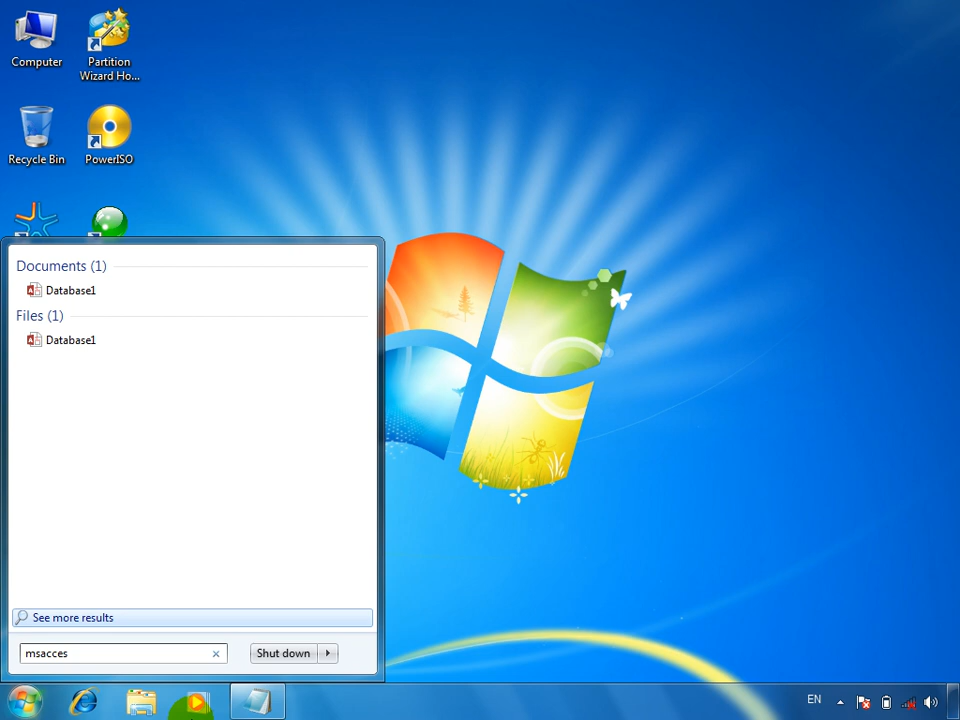 Computer
Partition
Wizard Ho...
Recycle Bin
PowerISO
Documents (1)
Database1
Files (1)
Database1
See more results
msacces
Shut down
EN